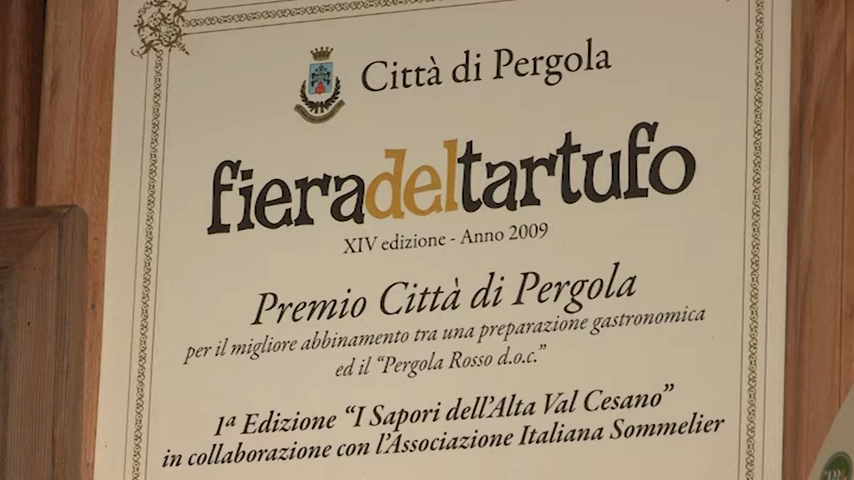 Città di Pergola
fieradeltartufo
XIV edizione - Anno 2009
Premio Città di Pergola
per il migliore abbinamento tra una preparazione gastronomica
ed il “Pergola Rosso d.o.c.”
1ª Edizione “I Sapori dell’Alta Val Cesano”
in collaborazione con l’Associazione Italiana Sommelier